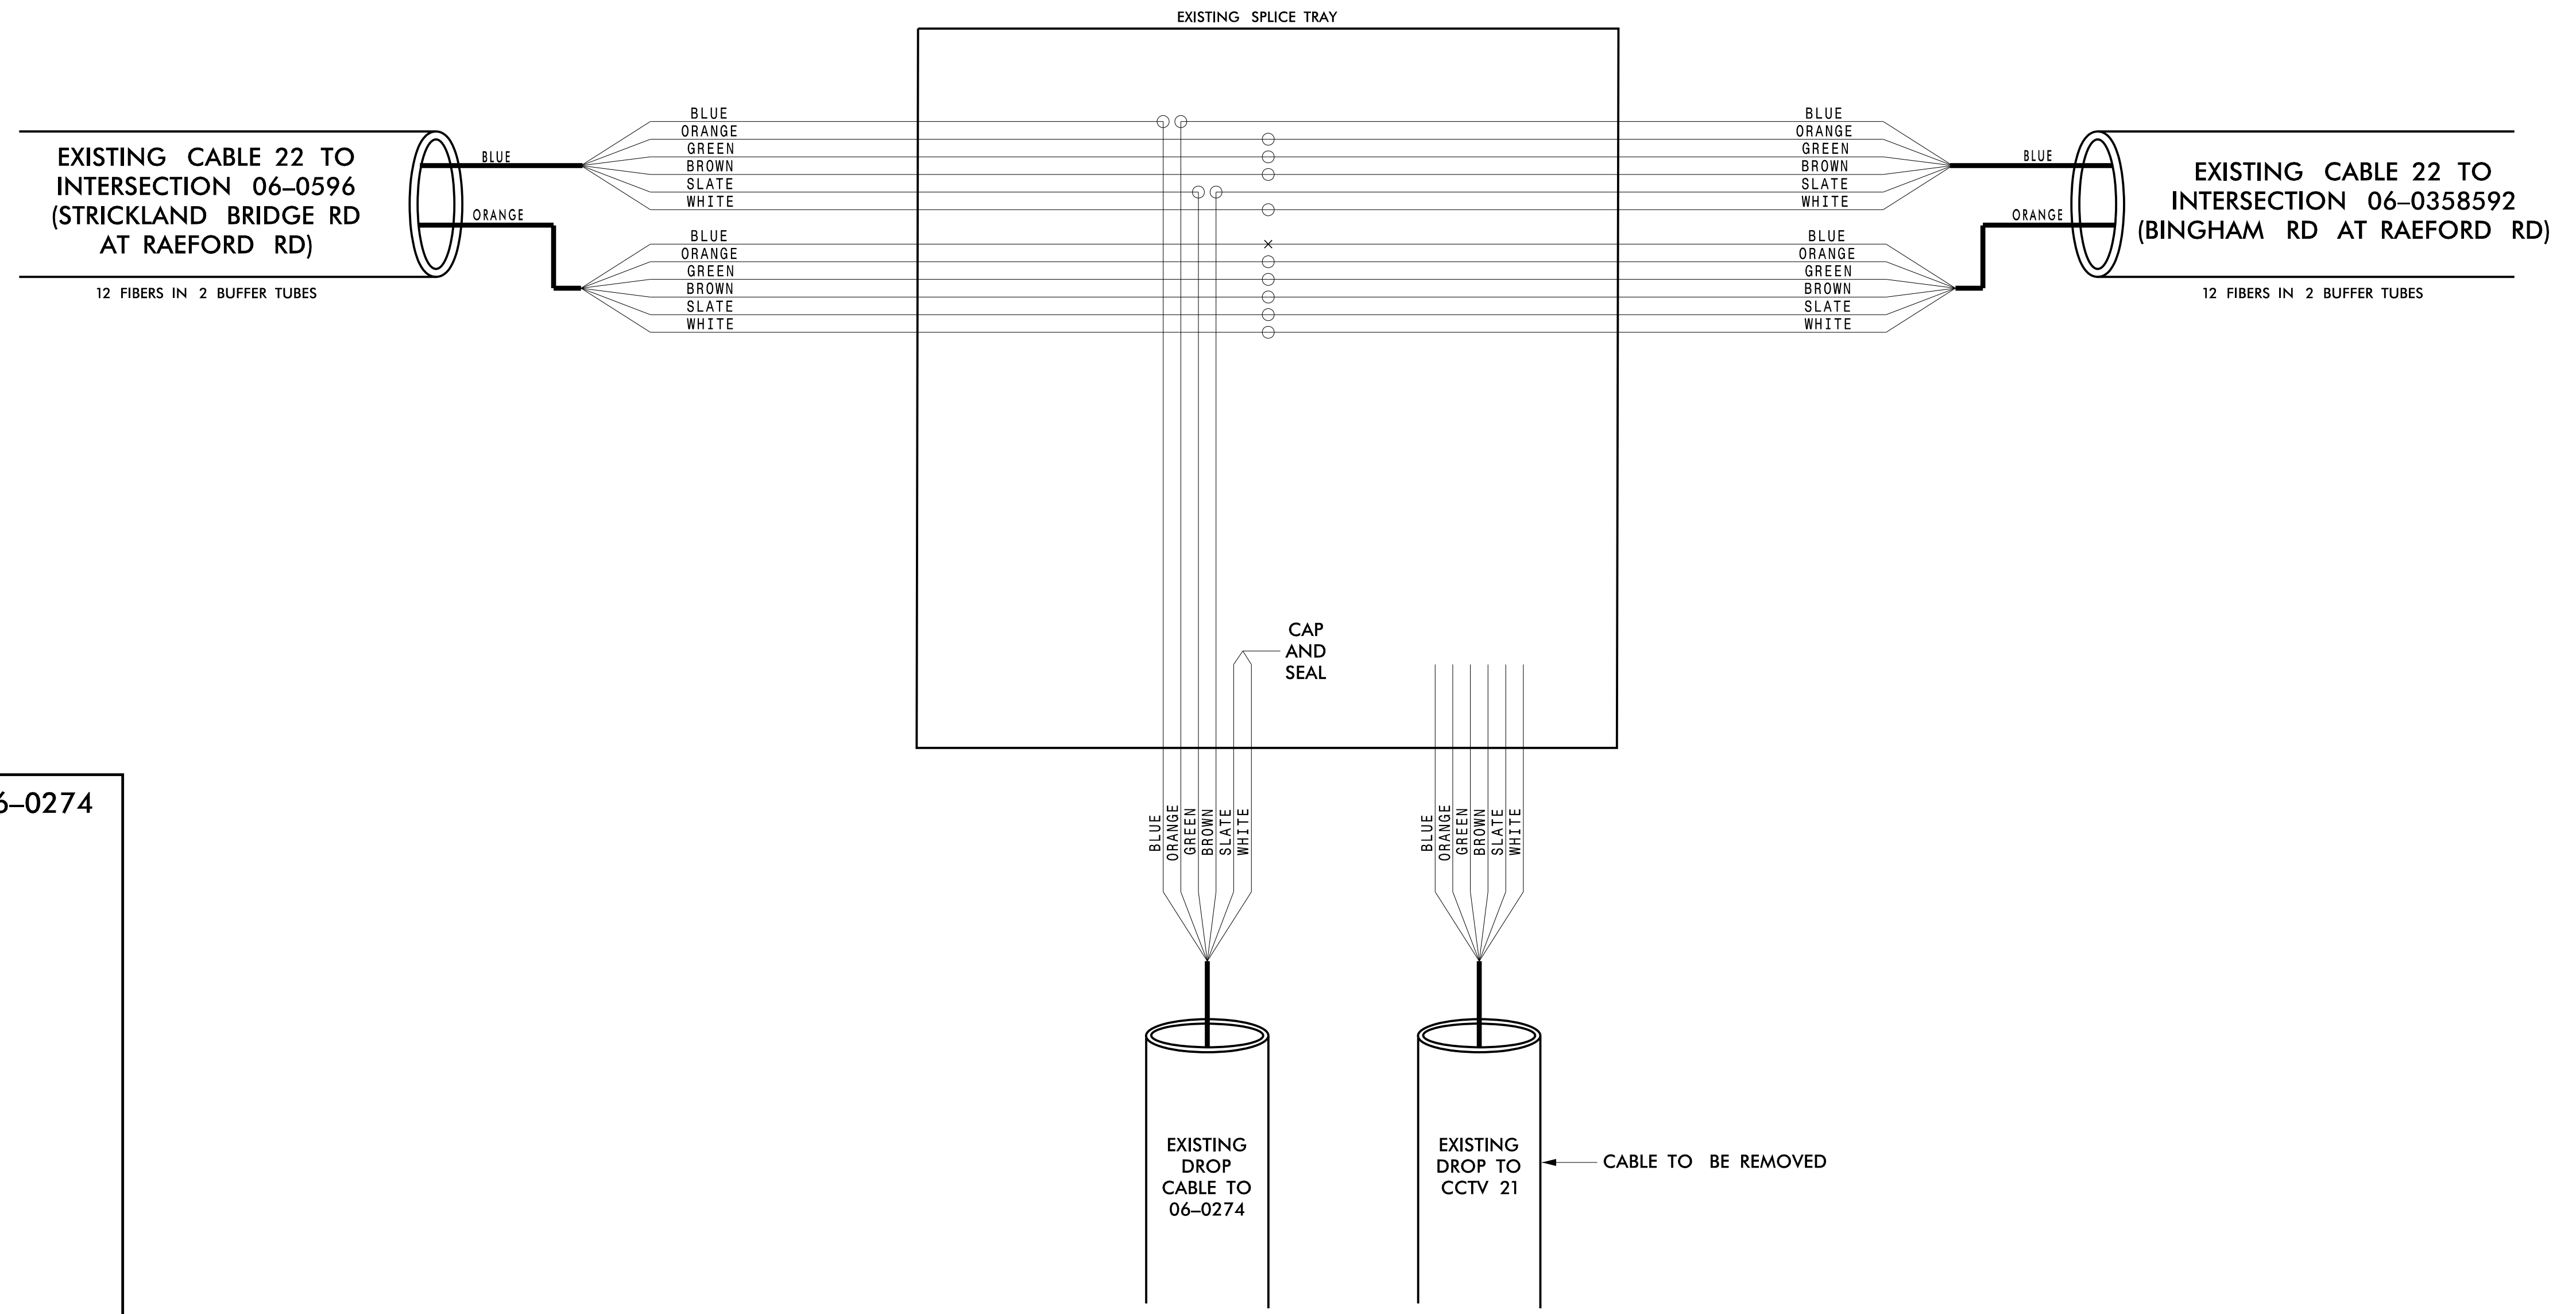 EXISTING SPLICE TRAY
EXISTING CABLE 22 TO
INTERSECTION 06–0596
(STRICKLAND BRIDGE RD
AT RAEFORD RD)
12 FIBERS IN 2 BUFFER TUBES
BLUE
ORANGE
BLUE
ORANGE
GREEN
BROWN
SLATE
WHITE
BLUE
ORANGE
GREEN
BROWN
SLATE
WHITE
BLUE
ORANGE
GREEN
BROWN
SLATE
WHITE
BLUE
ORANGE
GREEN
BROWN
SLATE
WHITE
BLUE
ORANGE
EXISTING CABLE 22 TO
INTERSECTION 06–0358592
(BINGHAM RD AT RAEFORD RD)
12 FIBERS IN 2 BUFFER TUBES
CAP
AND
SEAL
6–0274
BLUE
ORANGE
GREEN
BROWN
SLATE
WHITE
BLUE
ORANGE
GREEN
BROWN
SLATE
WHITE
EXISTING
DROP
CABLE TO
06–0274
EXISTING
DROP TO
CCTV 21
CABLE TO BE REMOVED